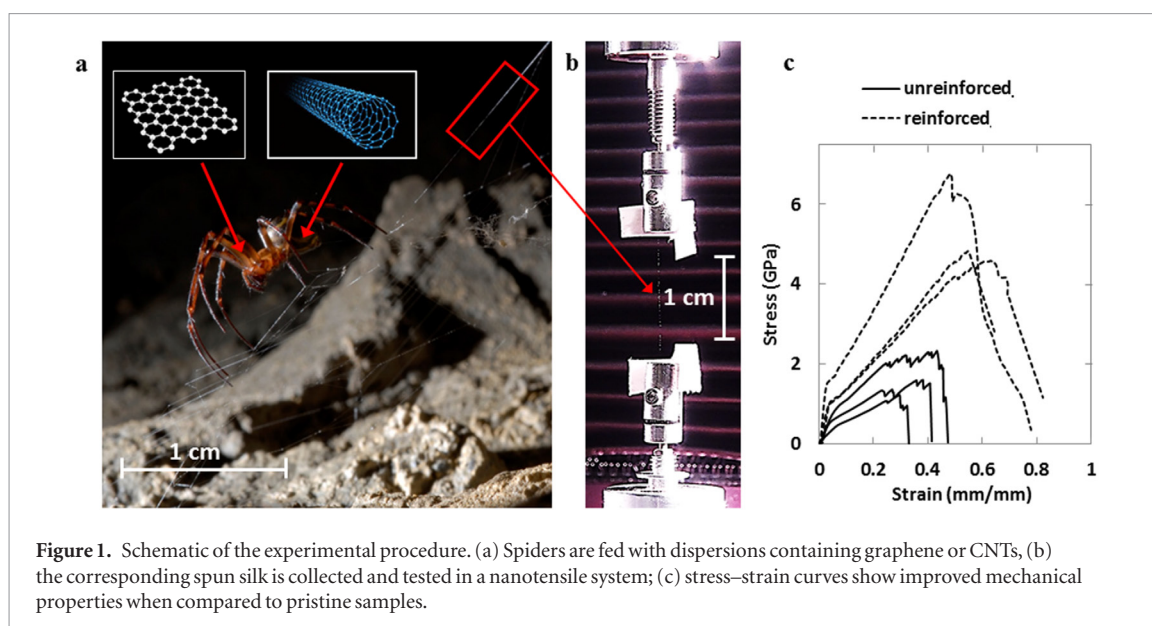 a
b
c
unreinforced.
reinforced.
1 cm
1 cm
Stress (GPa)
6
4
2
0
0
0.2
0.4
0.6
0.8
1
Strain (mm/mm)
Figure 1. Schematic of the experimental procedure. (a) Spiders are fed with dispersions containing graphene or CNTs, (b)
the corresponding spun silk is collected and tested in a nanotensile system; (c) stress–strain curves show improved mechanical
properties when compared to pristine samples.